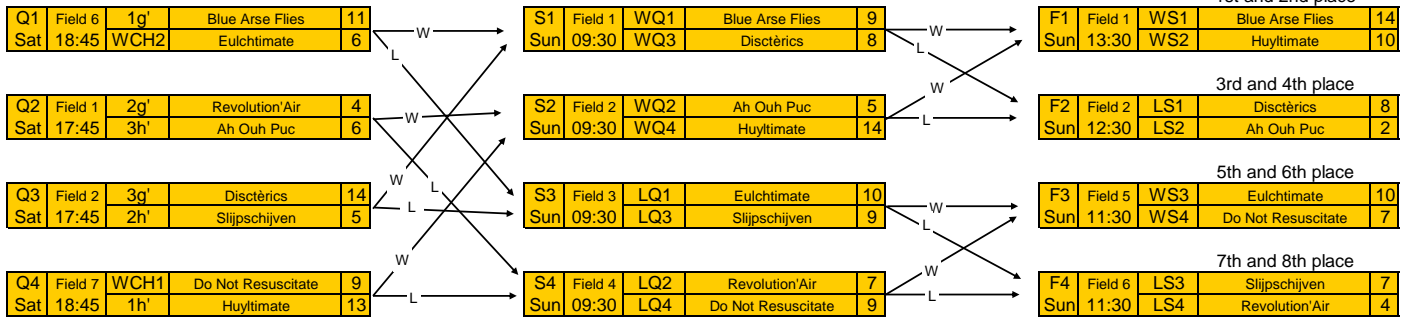 1st and 2nd place
Q1 Field 6 1g' Blue Arse Flies 11
Sat 18:45 WCH2 Eulchtimate 6
W
L
S1 Field 1 WQ1 Blue Arse Flies 9
Sun 09:30 WQ3 Disctèrics 8
W
L
F1 Field 1 WS1 Blue Arse Flies 14
Sun 13:30 WS2 Huyltimate 10
3rd and 4th place
Q2 Field 1 2g' Revolution'Air 4
Sat 17:45 3h' Ah Ouh Puc 6
W
L
S2 Field 2 WQ2 Ah Ouh Puc 5
Sun 09:30 WQ4 Huyltimate 14
W
L
F2 Field 2 LS1 Disctèrics 8
Sun 12:30 LS2 Ah Ouh Puc 2
5th and 6th place
Q3 Field 2 3g' Disctèrics 14
Sat 17:45 2h' Slijpschijven 5
W
L
S3 Field 3 LQ1 Eulchtimate 10
Sun 09:30 LQ3 Slijpschijven 9
W
L
F3 Field 5 WS3 Eulchtimate 10
Sun 11:30 WS4 Do Not Resuscitate 7
7th and 8th place
Q4 Field 7 WCH1 Do Not Resuscitate 9
Sat 18:45 1h' Huyltimate 13
W
L
S4 Field 4 LQ2 Revolution'Air 7
Sun 09:30 LQ4 Do Not Resuscitate 9
W
L
F4 Field 6 LS3 Slijpschijven 7
Sun 11:30 LS4 Revolution'Air 4